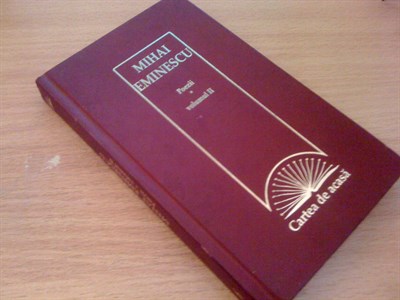 MIHAI
EMINESCU
Poezii
volumul II
Cartea de acasă